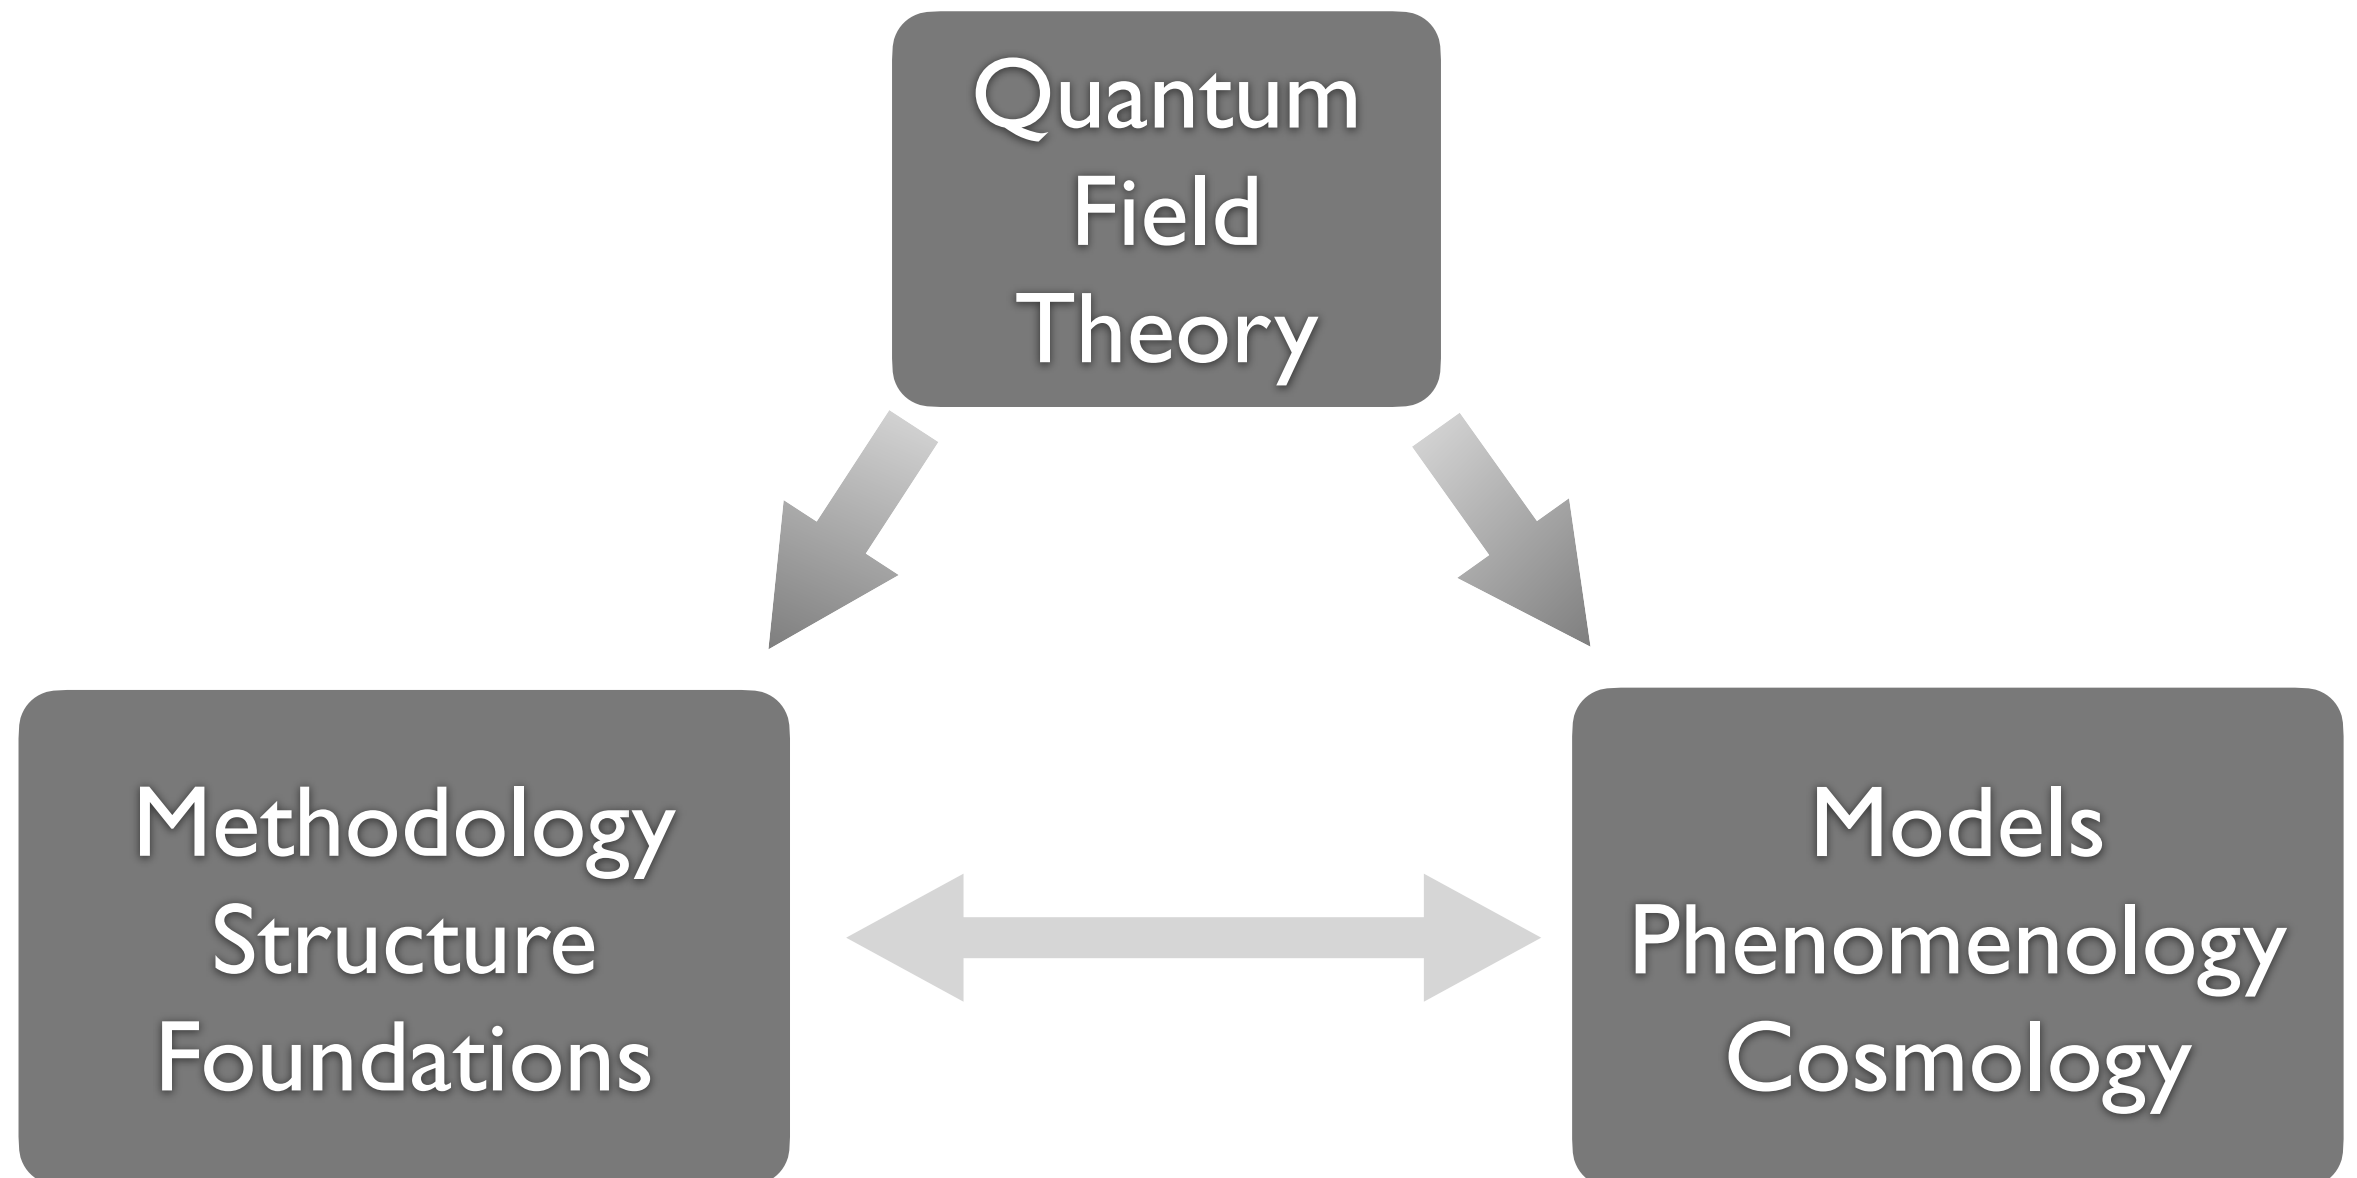 Quantum
Field
Theory
Methodology
Structure
Foundations
Models
Phenomenology
Cosmology